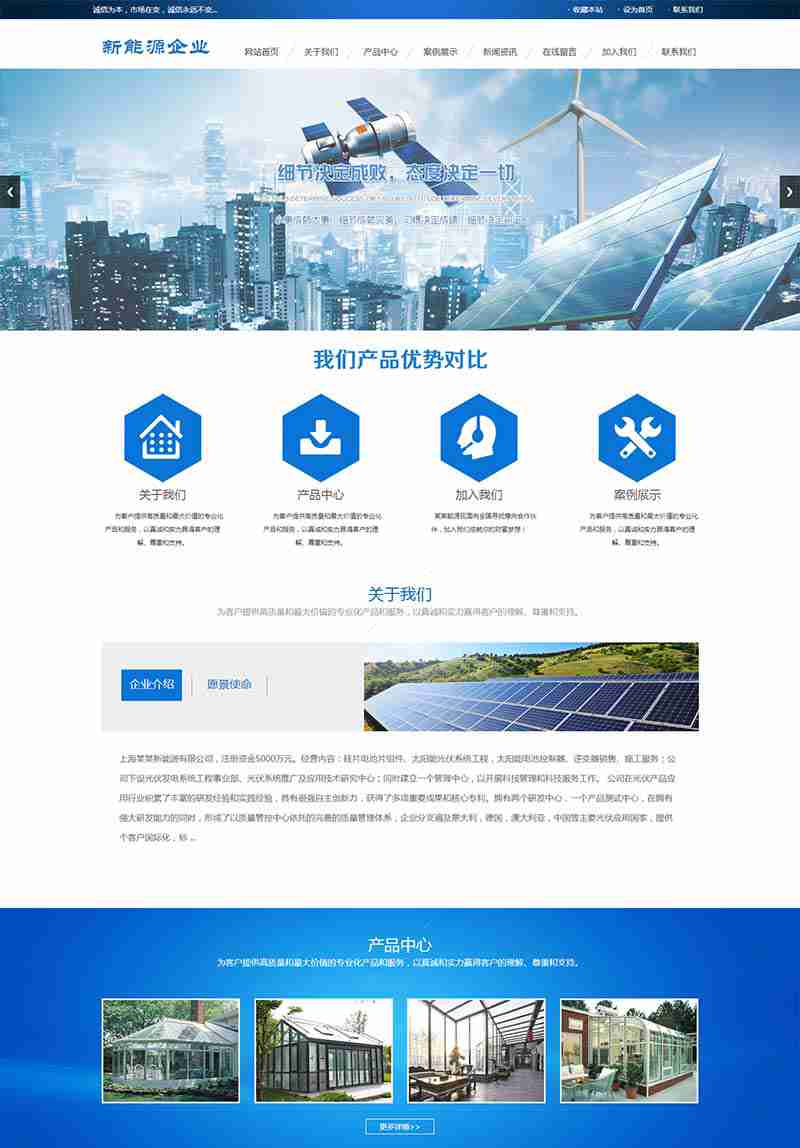 诚信为本，市场在变，诚信永远不变...
· 收藏本站 · 设为首页 · 联系我们
新能源企业
网站首页 关于我们 产品中心 案例展示 新闻资讯 在线留言 加入我们 联系我们
细节决定成败，态度决定一切
我们产品优势对比
关于我们 产品中心 加入我们 案例展示
为客户提供高质量和最大价值的专业化 为客户提供高质量和最大价值的专业化 某某新能源现面向全国寻找意向合作伙 为客户提供高质量和最大价值的专业化
产品和服务，以真诚和实力赢得客户的理 产品和服务，以真诚和实力赢得客户的理 伴，加入我们成就你的财富梦想！ 产品和服务，以真诚和实力赢得客户的理
解、尊重和支持。 解、尊重和支持。 解、尊重和支持。
关于我们
为客户提供高质量和最大价值的专业化产品和服务，以真诚和实力赢得客户的理解、尊重和支持。
企业介绍 愿景使命
上海某某新能源有限公司，注册资金5000万元。经营内容：硅片电池片组件、太阳能光伏系统工程，太阳能电池控制器、逆变器销售、施工服务；公
司下设光伏发电系统工程事业部、光伏系统推广及应用技术研究中心；同时建立一个管理中心，以开展科技管理和科技服务工作。 公司在光伏产品应
用行业积累了丰富的研发经验和实践经验，具有很强自主创新力，获得了多项重要成果和核心专利。拥有两个研发中心，一个产品测试中心，在拥有
强大研发能力的同时，形成了以质量管控中心依托的完善的质量管理体系，企业分支遍及意大利，德国，澳大利亚，中国等主要光伏应用国家，提供
个客户国际化，标 ...
产品中心
为客户提供高质量和最大价值的专业化产品和服务，以真诚和实力赢得客户的理解、尊重和支持。
更多详细>>